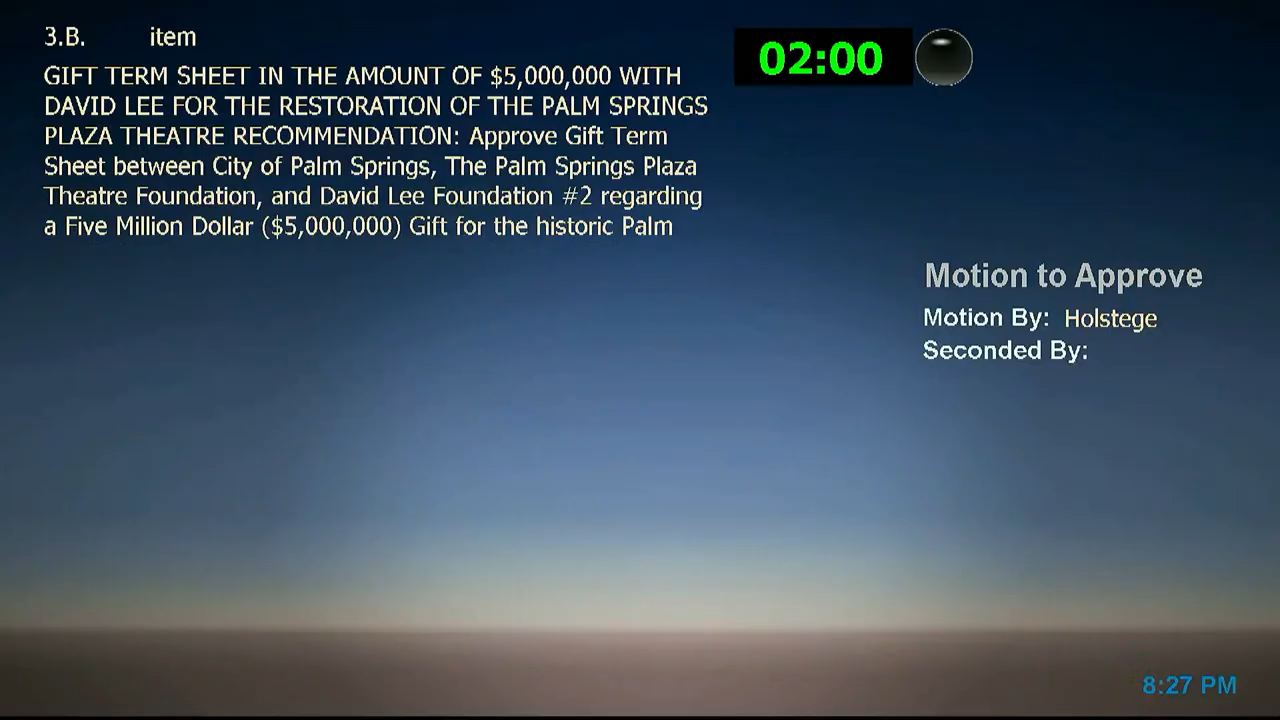 3.B. item
02:00
GIFT TERM SHEET IN THE AMOUNT OF $5,000,000 WITH
DAVID LEE FOR THE RESTORATION OF THE PALM SPRINGS
PLAZA THEATRE RECOMMENDATION: Approve Gift Term
Sheet between City of Palm Springs, The Palm Springs Plaza
Theatre Foundation, and David Lee Foundation #2 regarding
a Five Million Dollar ($5,000,000) Gift for the historic Palm
Motion to Approve
Motion By: Holstege
Seconded By:
8:27 PM